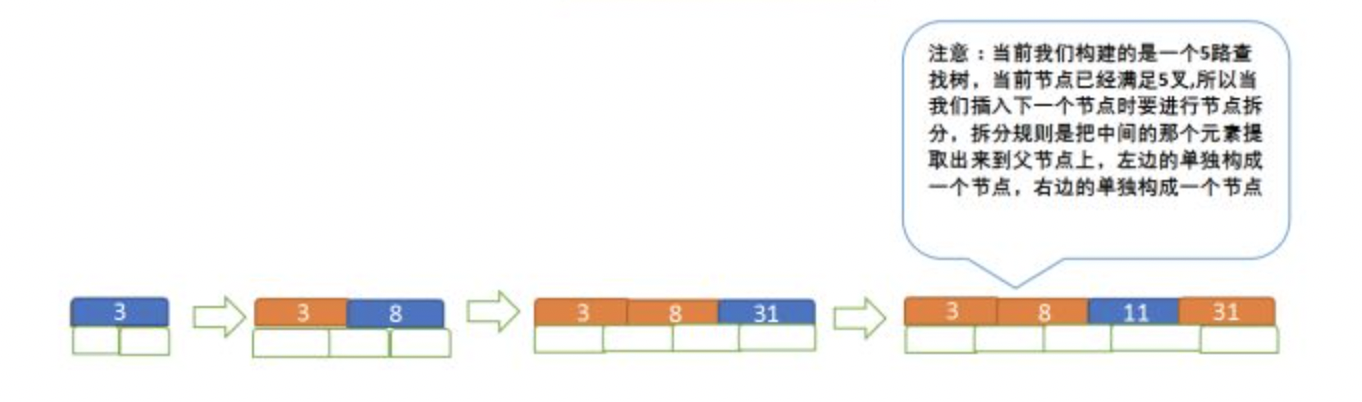 注意：当前我们构建的是一个5路查
找树，当前节点已经满足5叉,所以当
我们插入下一个节点时要进行节点拆
分，拆分规则是把中间的那个元素提
取出来到父节点上，左边的单独构成
一个节点，右边的单独构成一个节点
3
3 8
3 8 31
3 8 11 31